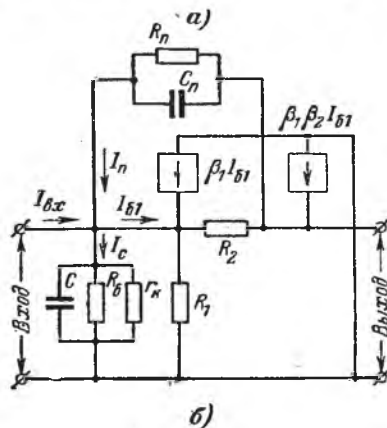 а)
Rп
Cп
β₁β₂Iб1
Iп
β₁Iб1
Iвх
Iб1
Iс
R₂
C
Rб
rк
R₁
Вход
Выход
б)